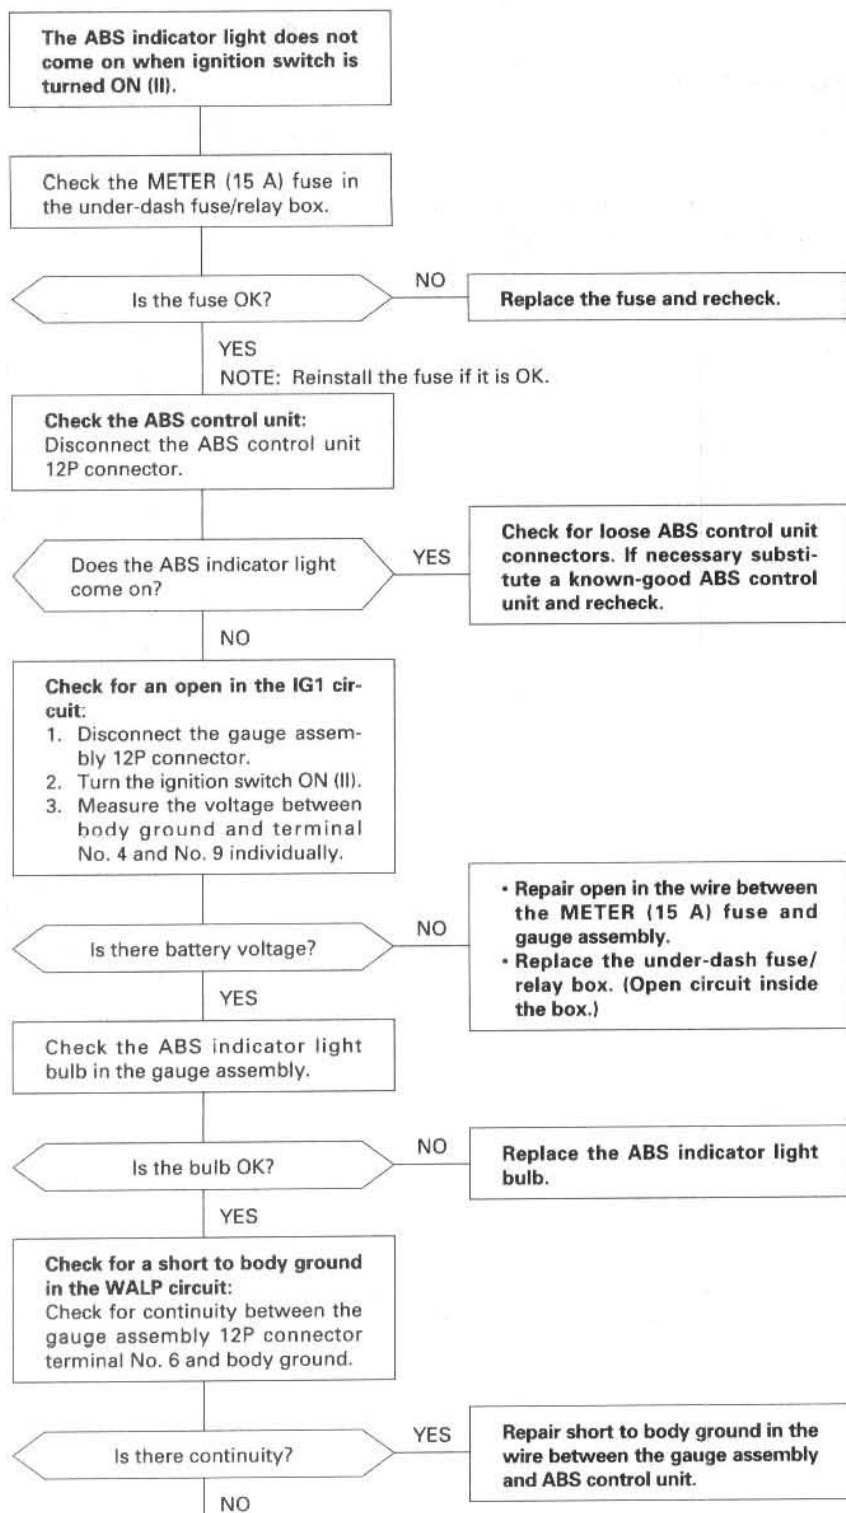 The ABS indicator light does not
come on when ignition switch is
turned ON (II).
Check the METER (15 A) fuse in
the under-dash fuse/relay box.
Is the fuse OK?
NO
Replace the fuse and recheck.
YES
NOTE: Reinstall the fuse if it is OK.
Check the ABS control unit:
Disconnect the ABS control unit
12P connector.
Does the ABS indicator light
come on?
YES
Check for loose ABS control unit
connectors. If necessary substi-
tute a known-good ABS control
unit and recheck.
NO
Check for an open in the IG1 cir-
cuit:
1. Disconnect the gauge assem-
bly 12P connector.
2. Turn the ignition switch ON (II).
3. Measure the voltage between
body ground and terminal
No. 4 and No. 9 individually.
Is there battery voltage?
NO
• Repair open in the wire between
the METER (15 A) fuse and
gauge assembly.
• Replace the under-dash fuse/
relay box. (Open circuit inside
the box.)
YES
Check the ABS indicator light
bulb in the gauge assembly.
Is the bulb OK?
NO
Replace the ABS indicator light
bulb.
YES
Check for a short to body ground
in the WALP circuit:
Check for continuity between the
gauge assembly 12P connector
terminal No. 6 and body ground.
Is there continuity?
YES
Repair short to body ground in the
wire between the gauge assembly
and ABS control unit.
NO